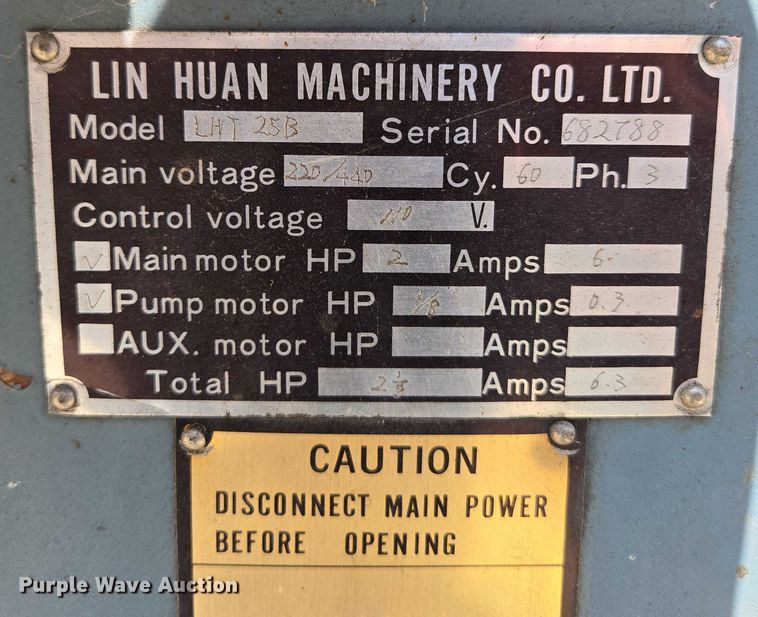 LIN HUAN MACHINERY CO. LTD.
Model LHT 25B Serial No. 682788
Main voltage 220/440 Cy. 60 Ph. 3
Control voltage 110 V.
√ Main motor HP 2 Amps 6.
√ Pump motor HP 1/8 Amps 0.3
AUX. motor HP Amps
Total HP Amps 6.3
CAUTION
DISCONNECT MAIN POWER
BEFORE OPENING
Purple Wave Auction